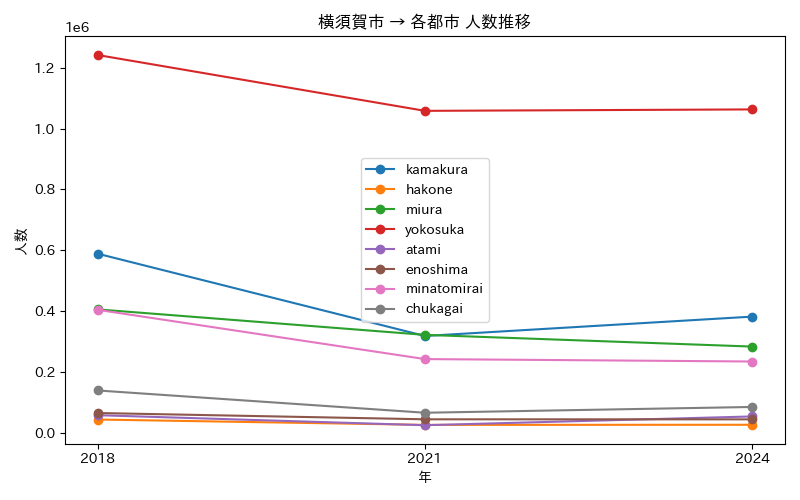 横須賀市 → 各都市 人数推移
1e6
1.2
1.0
0.8
0.6
0.4
0.2
0.0
人数
kamakura
hakone
miura
yokosuka
atami
enoshima
minatomirai
chukagai
2018
2021
2024
年